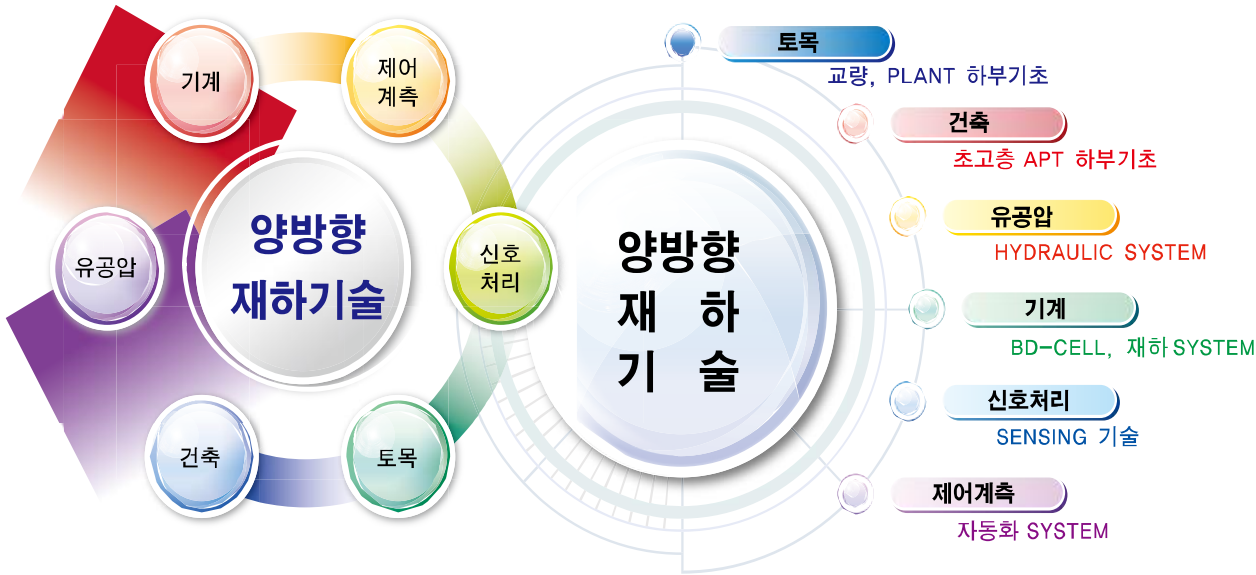 기계
제어
계측
유공압
양방향
재하기술
신호
처리
건축
토목
양방향
재 하
기 술
토목
교량, PLANT 하부기초
건축
초고층 APT 하부기초
유공압
HYDRAULIC SYSTEM
기계
BD-CELL, 재하 SYSTEM
신호처리
SENSING 기술
제어계측
자동화 SYSTEM